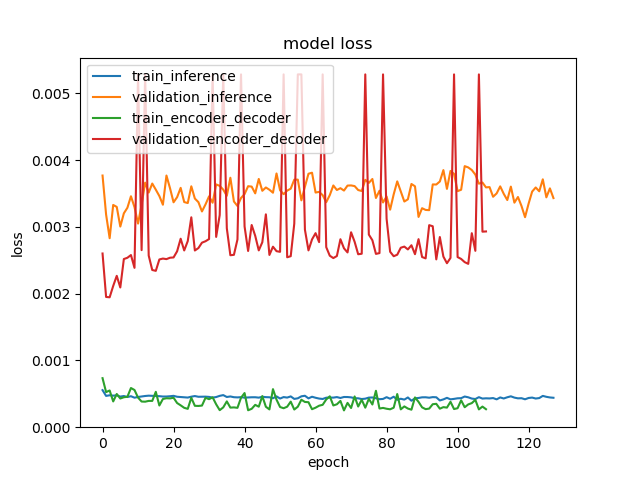 model loss
train_inference
validation_inference
train_encoder_decoder
validation_encoder_decoder
0.005
0.004
0.003
0.002
0.001
0.000
loss
0 20 40 60 80 100 120
epoch